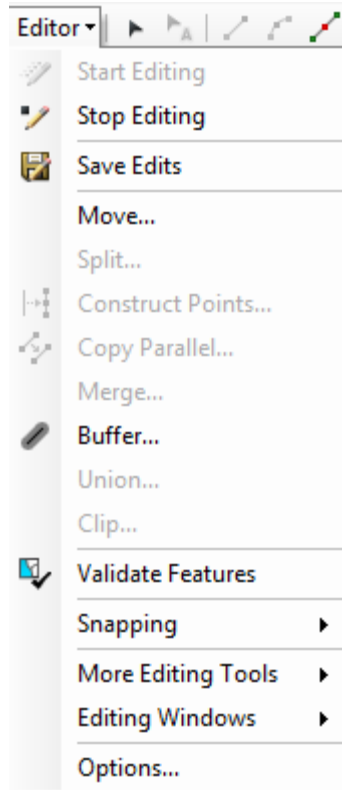 Editor
A
Start Editing
Stop Editing
Save Edits
Move...
Split...
Construct Points...
Copy Parallel...
Merge...
Buffer...
Union...
Clip...
Validate Features
Snapping
More Editing Tools
Editing Windows
Options...